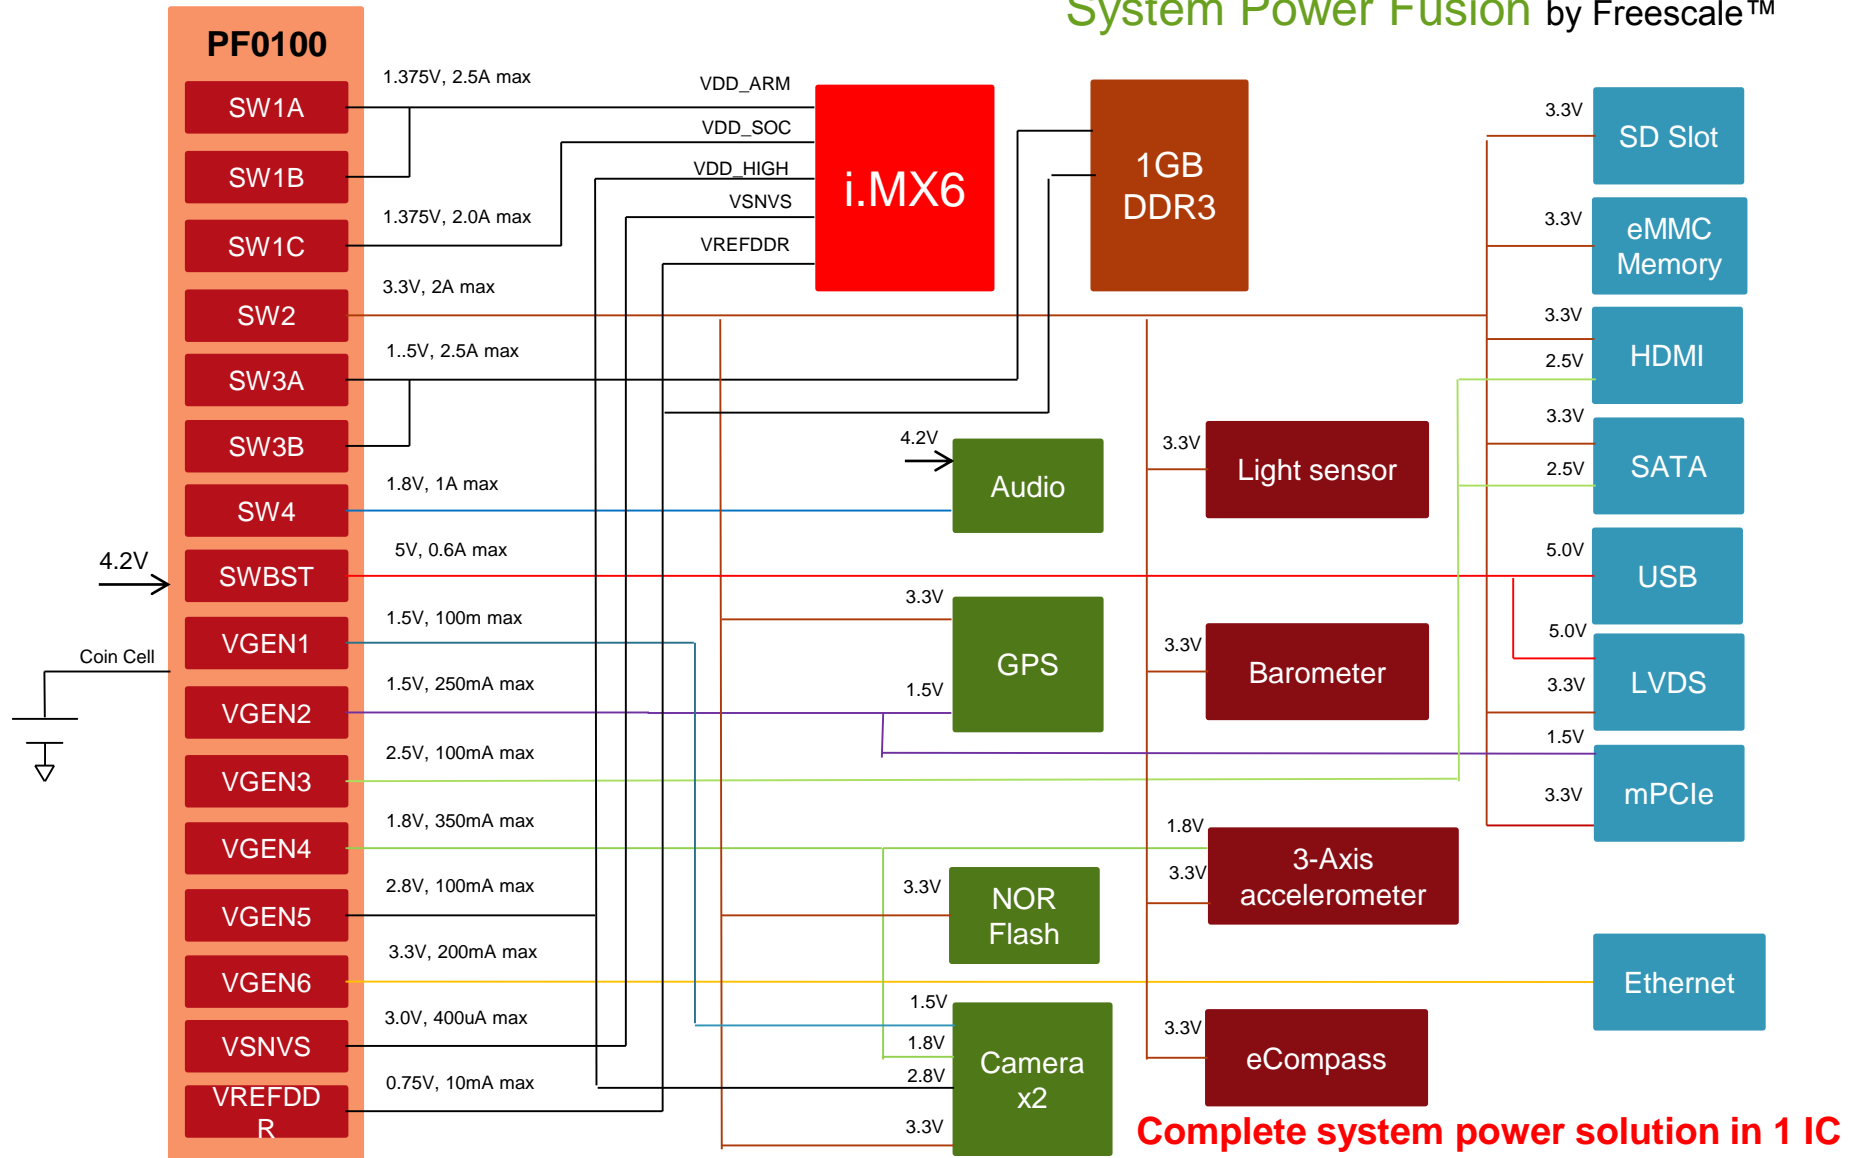 System Power Fusion by Freescale™
PF0100
SW1A
SW1B
SW1C
SW2
SW3A
SW3B
SW4
SWBST
VGEN1
VGEN2
VGEN3
VGEN4
VGEN5
VGEN6
VSNVS
VREFDD
R
4.2V
Coin Cell
1.375V, 2.5A max
1.375V, 2.0A max
3.3V, 2A max
1..5V, 2.5A max
1.8V, 1A max
5V, 0.6A max
1.5V, 100m max
1.5V, 250mA max
2.5V, 100mA max
1.8V, 350mA max
2.8V, 100mA max
3.3V, 200mA max
3.0V, 400uA max
0.75V, 10mA max
VDD_ARM
VDD_SOC
VDD_HIGH
VSNVS
VREFDDR
i.MX6
1GB
DDR3
4.2V
Audio
3.3V
1.5V
GPS
3.3V
NOR
Flash
1.5V
1.8V
2.8V
3.3V
Camera
x2
3.3V
Light sensor
3.3V
Barometer
1.8V
3.3V
3-Axis
accelerometer
3.3V
eCompass
3.3V
SD Slot
3.3V
eMMC
Memory
3.3V
2.5V
HDMI
3.3V
2.5V
SATA
5.0V
USB
5.0V
3.3V
LVDS
1.5V
3.3V
mPCIe
Ethernet
Complete system power solution in 1 IC